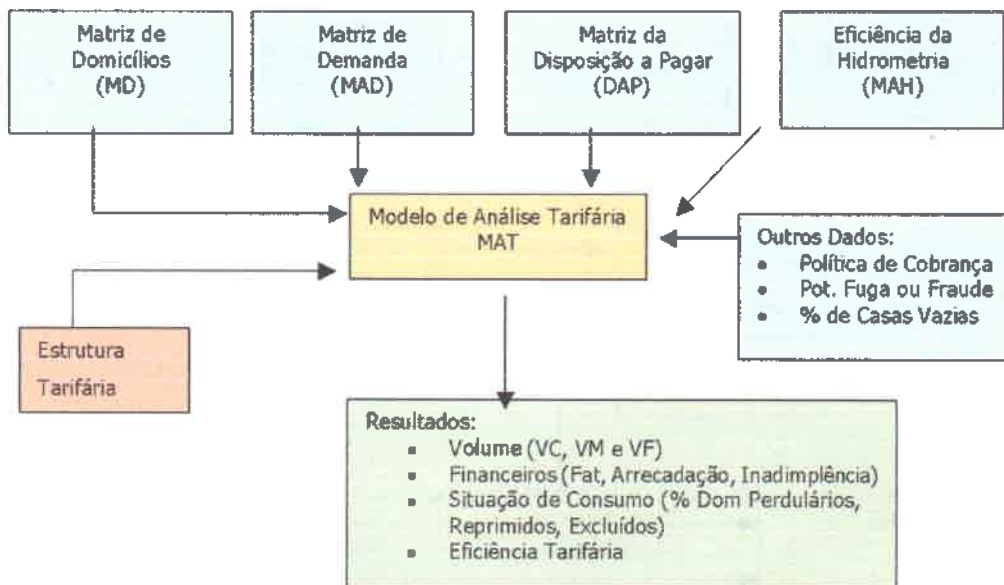 Matriz de
Domicílios
(MD)
Matriz de
Demanda
(MAD)
Matriz da
Disposição a Pagar
(DAP)
Eficiência da
Hidrometria
(MAH)
Modelo de Análise Tarifária
MAT
Outros Dados:
• Política de Cobrança
• Pot. Fuga ou Fraude
• % de Casas Vazias
Estrutura
Tarifária
Resultados:
▪ Volume (VC, VM e VF)
▪ Financeiros (Fat, Arrecadação, Inadimplência)
▪ Situação de Consumo (% Dom Perdulários,
Reprimidos, Excluídos)
▪ Eficiência Tarifária